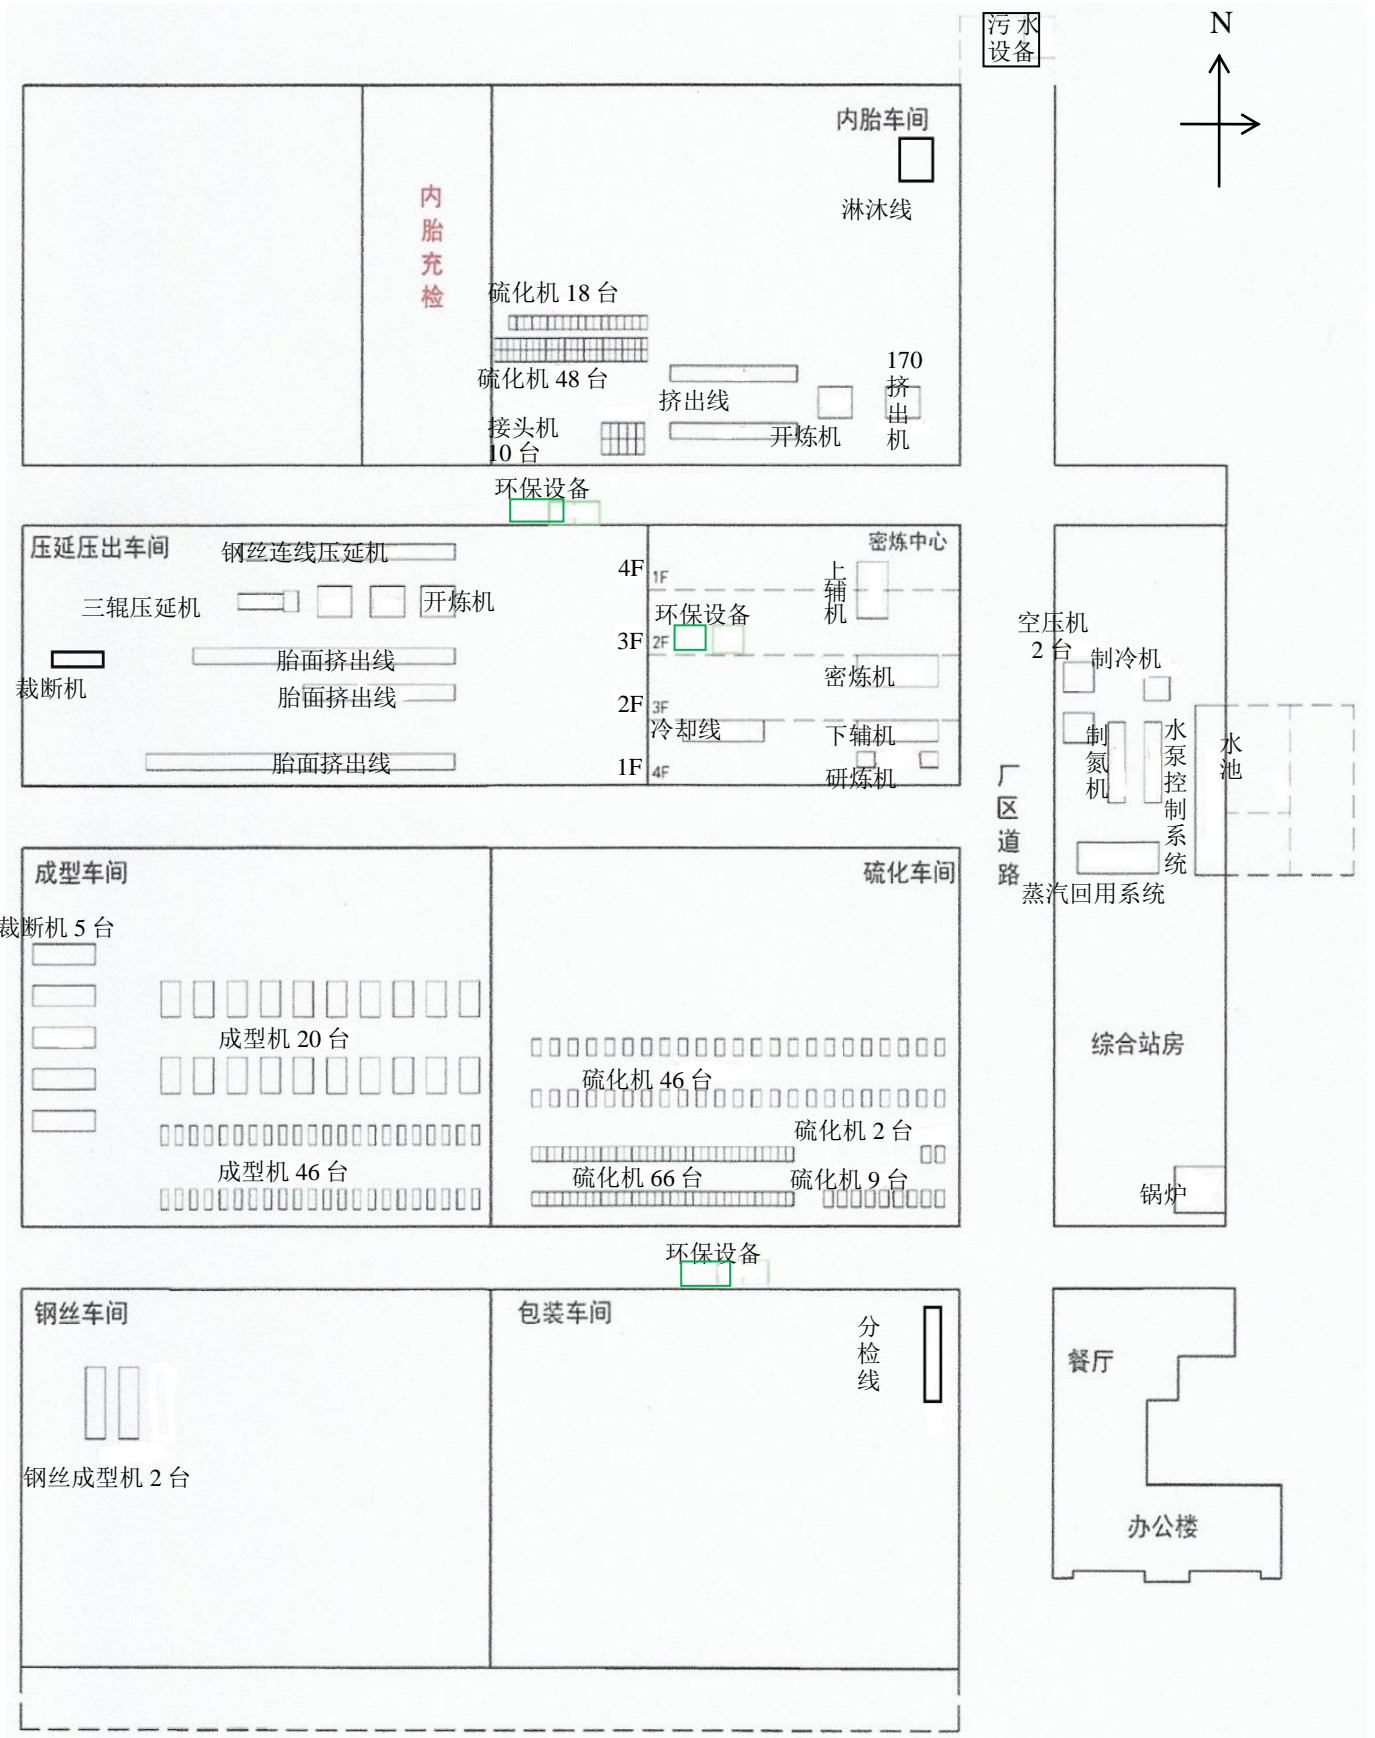 污 水
设备
N
内胎车间
淋沐线
内
胎
充
检
硫化机 18 台
硫化机 48 台
接头机
10 台
挤出线
开炼机
170
挤
出
机
环保设备
压延压出车间
钢丝连线压延机
三辊压延机
开炼机
裁断机
胎面挤出线
胎面挤出线
胎面挤出线
密炼中心
4F
1F
上
辅
机
环保设备
3F
2F
密炼机
2F
3F
冷却线
下辅机
1F
4F
研炼机
空压机
2 台
制冷机
制
氮
机
水
泵
控
制
系
统
水
池
蒸汽回用系统
厂
区
道
路
综合站房
锅炉
成型车间
裁断机 5 台
成型机 20 台
成型机 46 台
硫化车间
硫化机 46 台
硫化机 2 台
硫化机 66 台
硫化机 9 台
环保设备
钢丝车间
钢丝成型机 2 台
包装车间
分
检
线
餐厅
办公楼